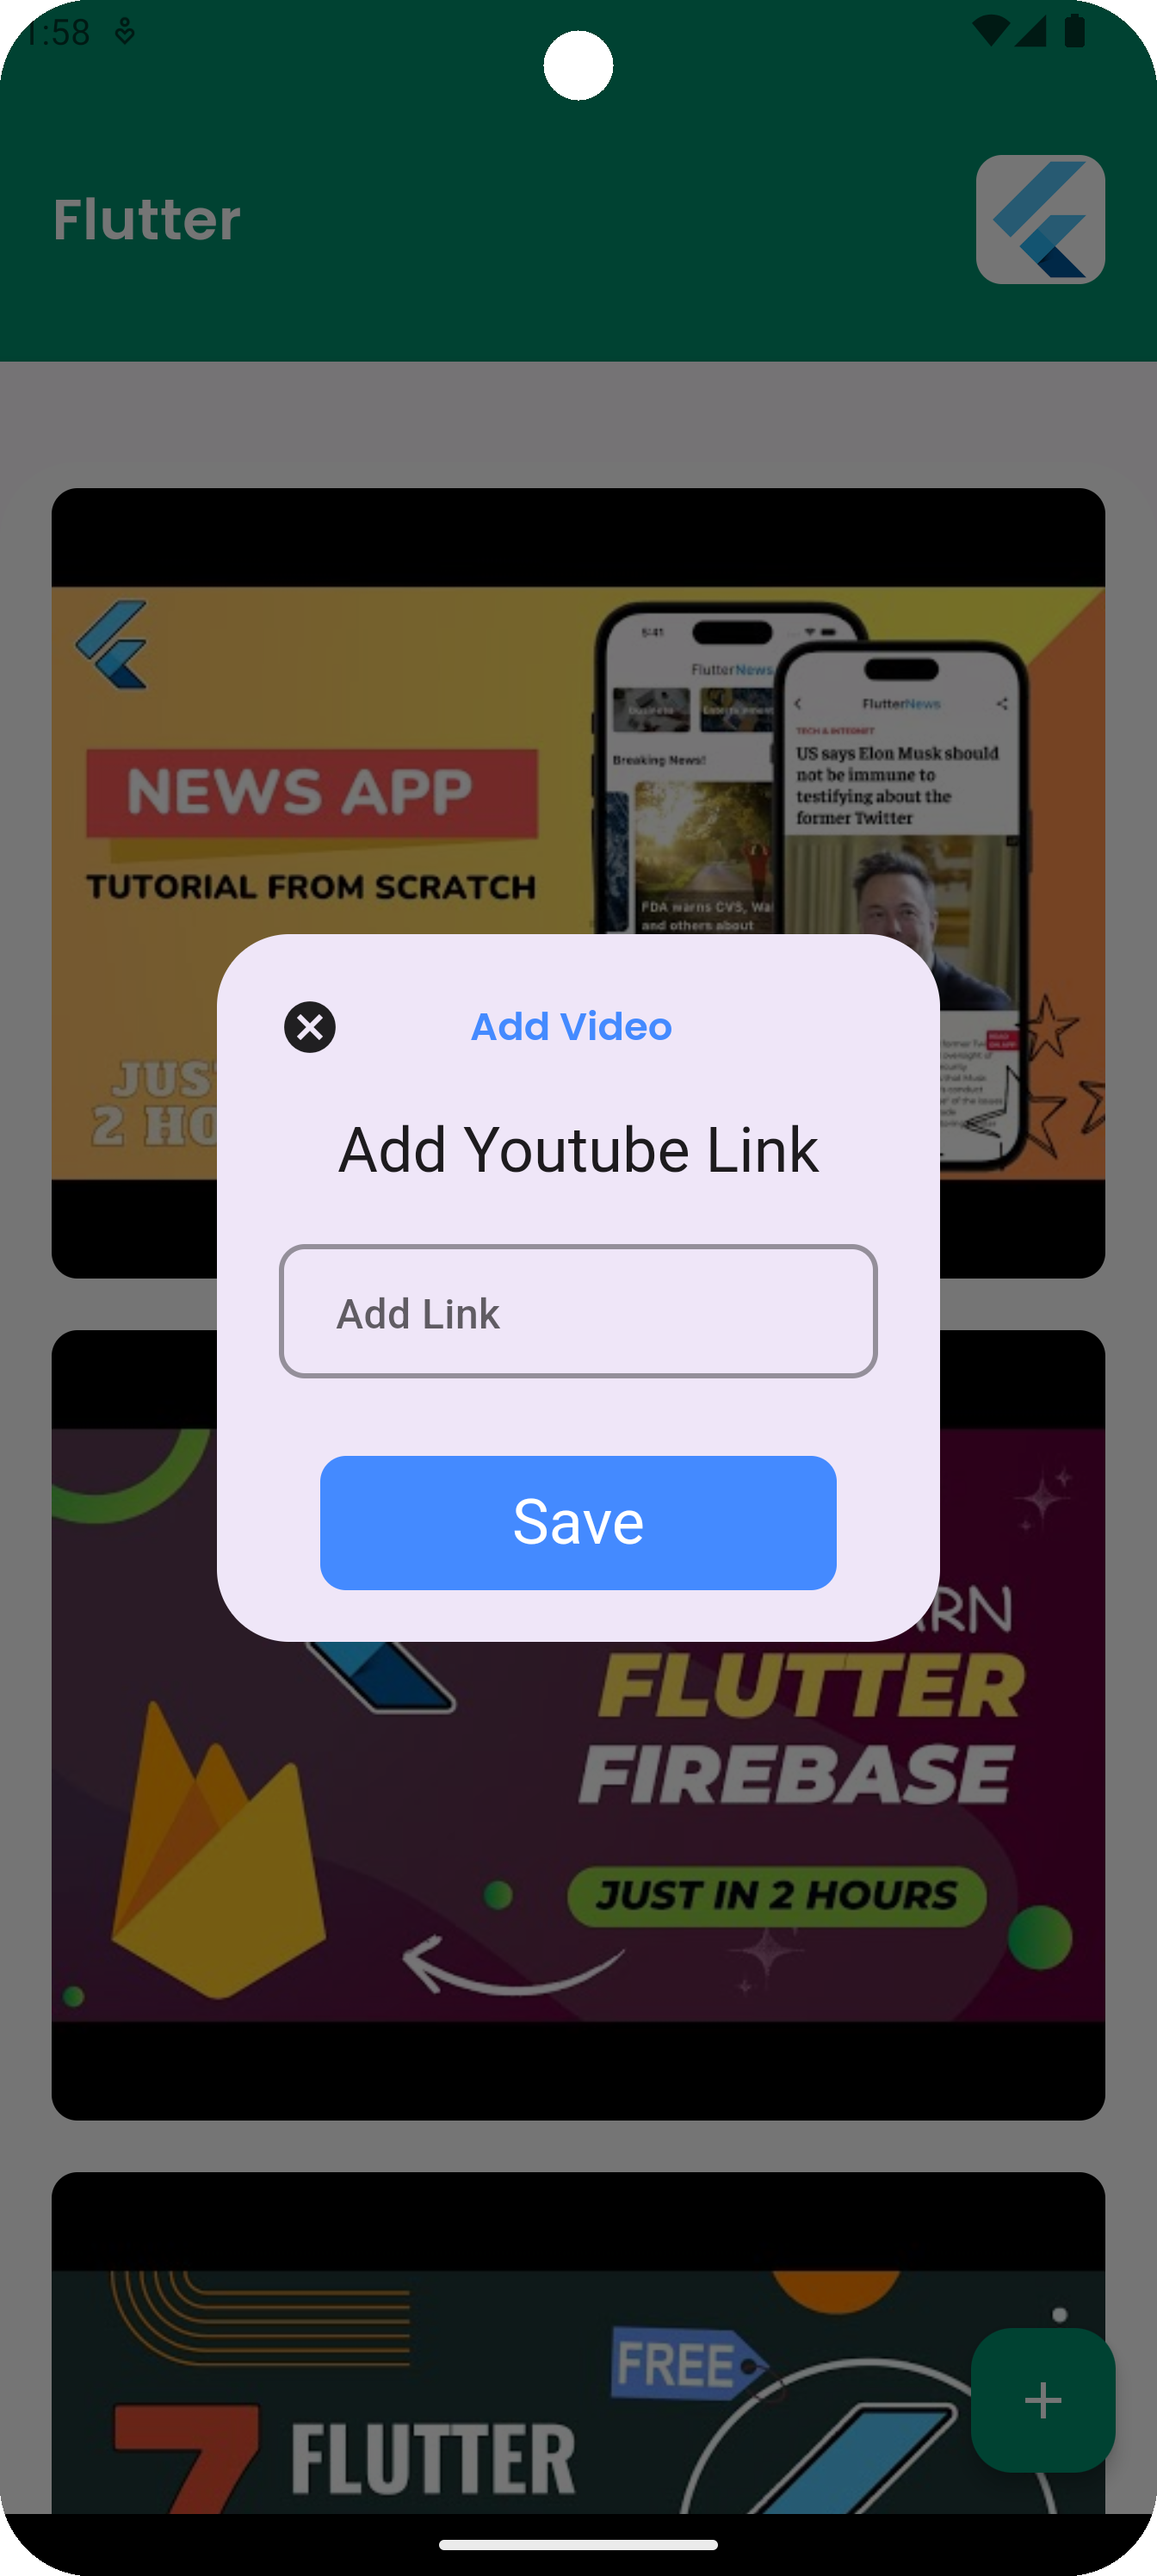 1:58
Flutter
5:41
FlutterNews
Business
Entertainment
Breaking News!
FlutterNews
TECH & INTERNET
US says Elon Musk should
not be immune to
testifying about the
former Twitter
NEWS APP
TUTORIAL FROM SCRATCH
FDA warns CVS, Wal
and others about
JUS
2 HO
Add Video
Add Youtube Link
Add Link
Save
RN
FLUTTER
FIREBASE
JUST IN 2 HOURS
FREE
7 FLUTTER
+